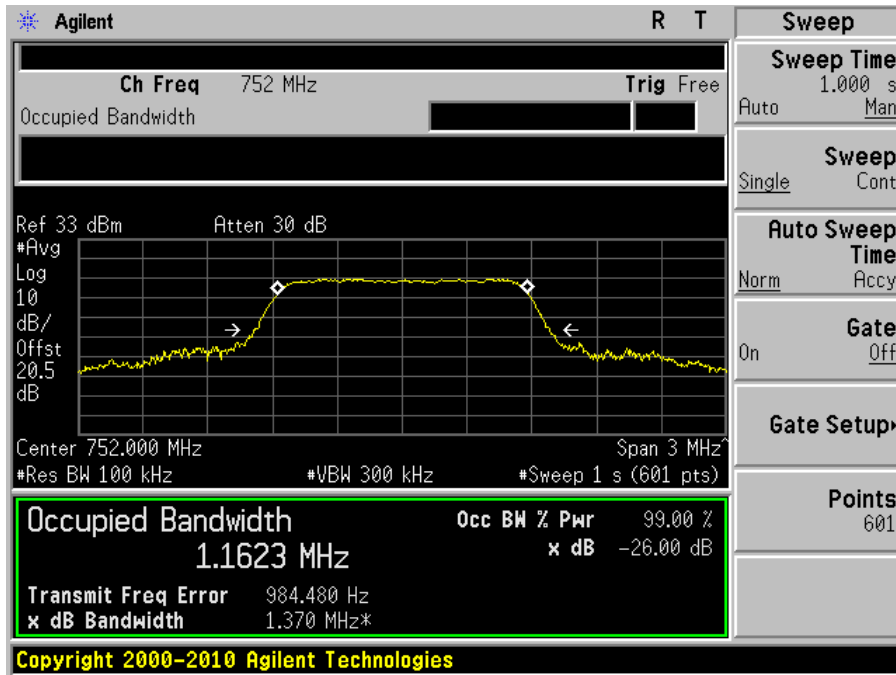 Agilent R T
Ch Freq 752 MHz Trig Free
Occupied Bandwidth
Ref 33 dBm Atten 30 dB
#Avg
Log
10
dB/
Offst
20.5
dB
Center 752.000 MHz Span 3 MHz^
#Res BW 100 kHz #VBW 300 kHz #Sweep 1 s (601 pts)
Occupied Bandwidth Occ BW % Pwr 99.00 %
1.1623 MHz x dB -26.00 dB
Transmit Freq Error 984.480 Hz
x dB Bandwidth 1.370 MHz*
Copyright 2000-2010 Agilent Technologies
Sweep
Sweep Time
1.000 s
Auto Man
Sweep
Single Cont
Auto Sweep
Time
Norm Accy
Gate
On Off
Gate Setup
Points
601